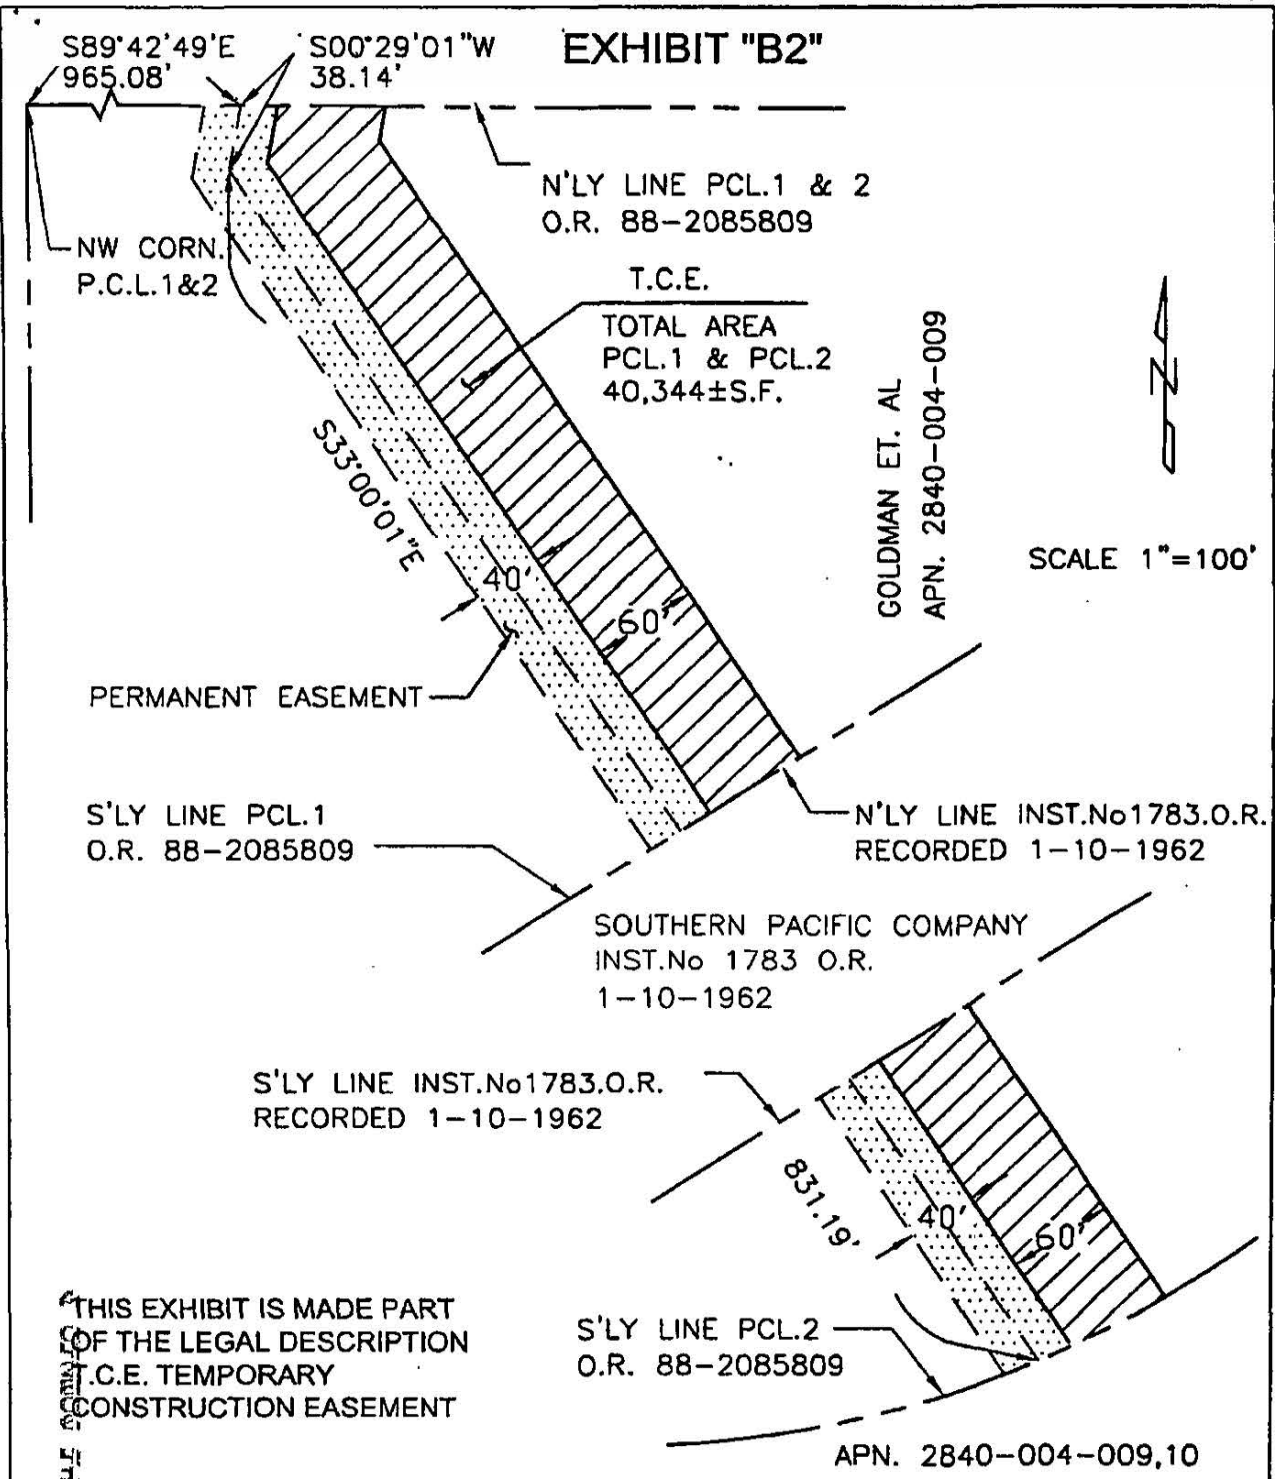 EXHIBIT "B2"
S89°42'49'E
965.08'
S00°29'01"W
38.14'
N'LY LINE PCL.1 & 2
O.R. 88-2085809
NW CORN.
P.C.L.1&2
T.C.E.
TOTAL AREA
PCL.1 & PCL.2
40,344±S.F.
GOLDMAN ET. AL
APN. 2840-004-009
N
SCALE 1"=100'
S33°00'01"E
40'
60'
PERMANENT EASEMENT
S'LY LINE PCL.1
O.R. 88-2085809
N'LY LINE INST.No1783.O.R.
RECORDED 1-10-1962
SOUTHERN PACIFIC COMPANY
INST.No 1783 O.R.
1-10-1962
S'LY LINE INST.No1783.O.R.
RECORDED 1-10-1962
831.19'
40'
60'
THIS EXHIBIT IS MADE PART
OF THE LEGAL DESCRIPTION
T.C.E. TEMPORARY
CONSTRUCTION EASEMENT
S'LY LINE PCL.2
O.R. 88-2085809
APN. 2840-004-009,10